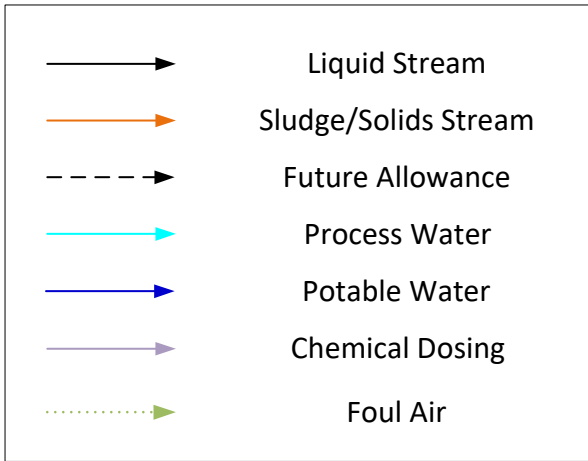 Liquid Stream
Sludge/Solids Stream
Future Allowance
Process Water
Potable Water
Chemical Dosing
Foul Air